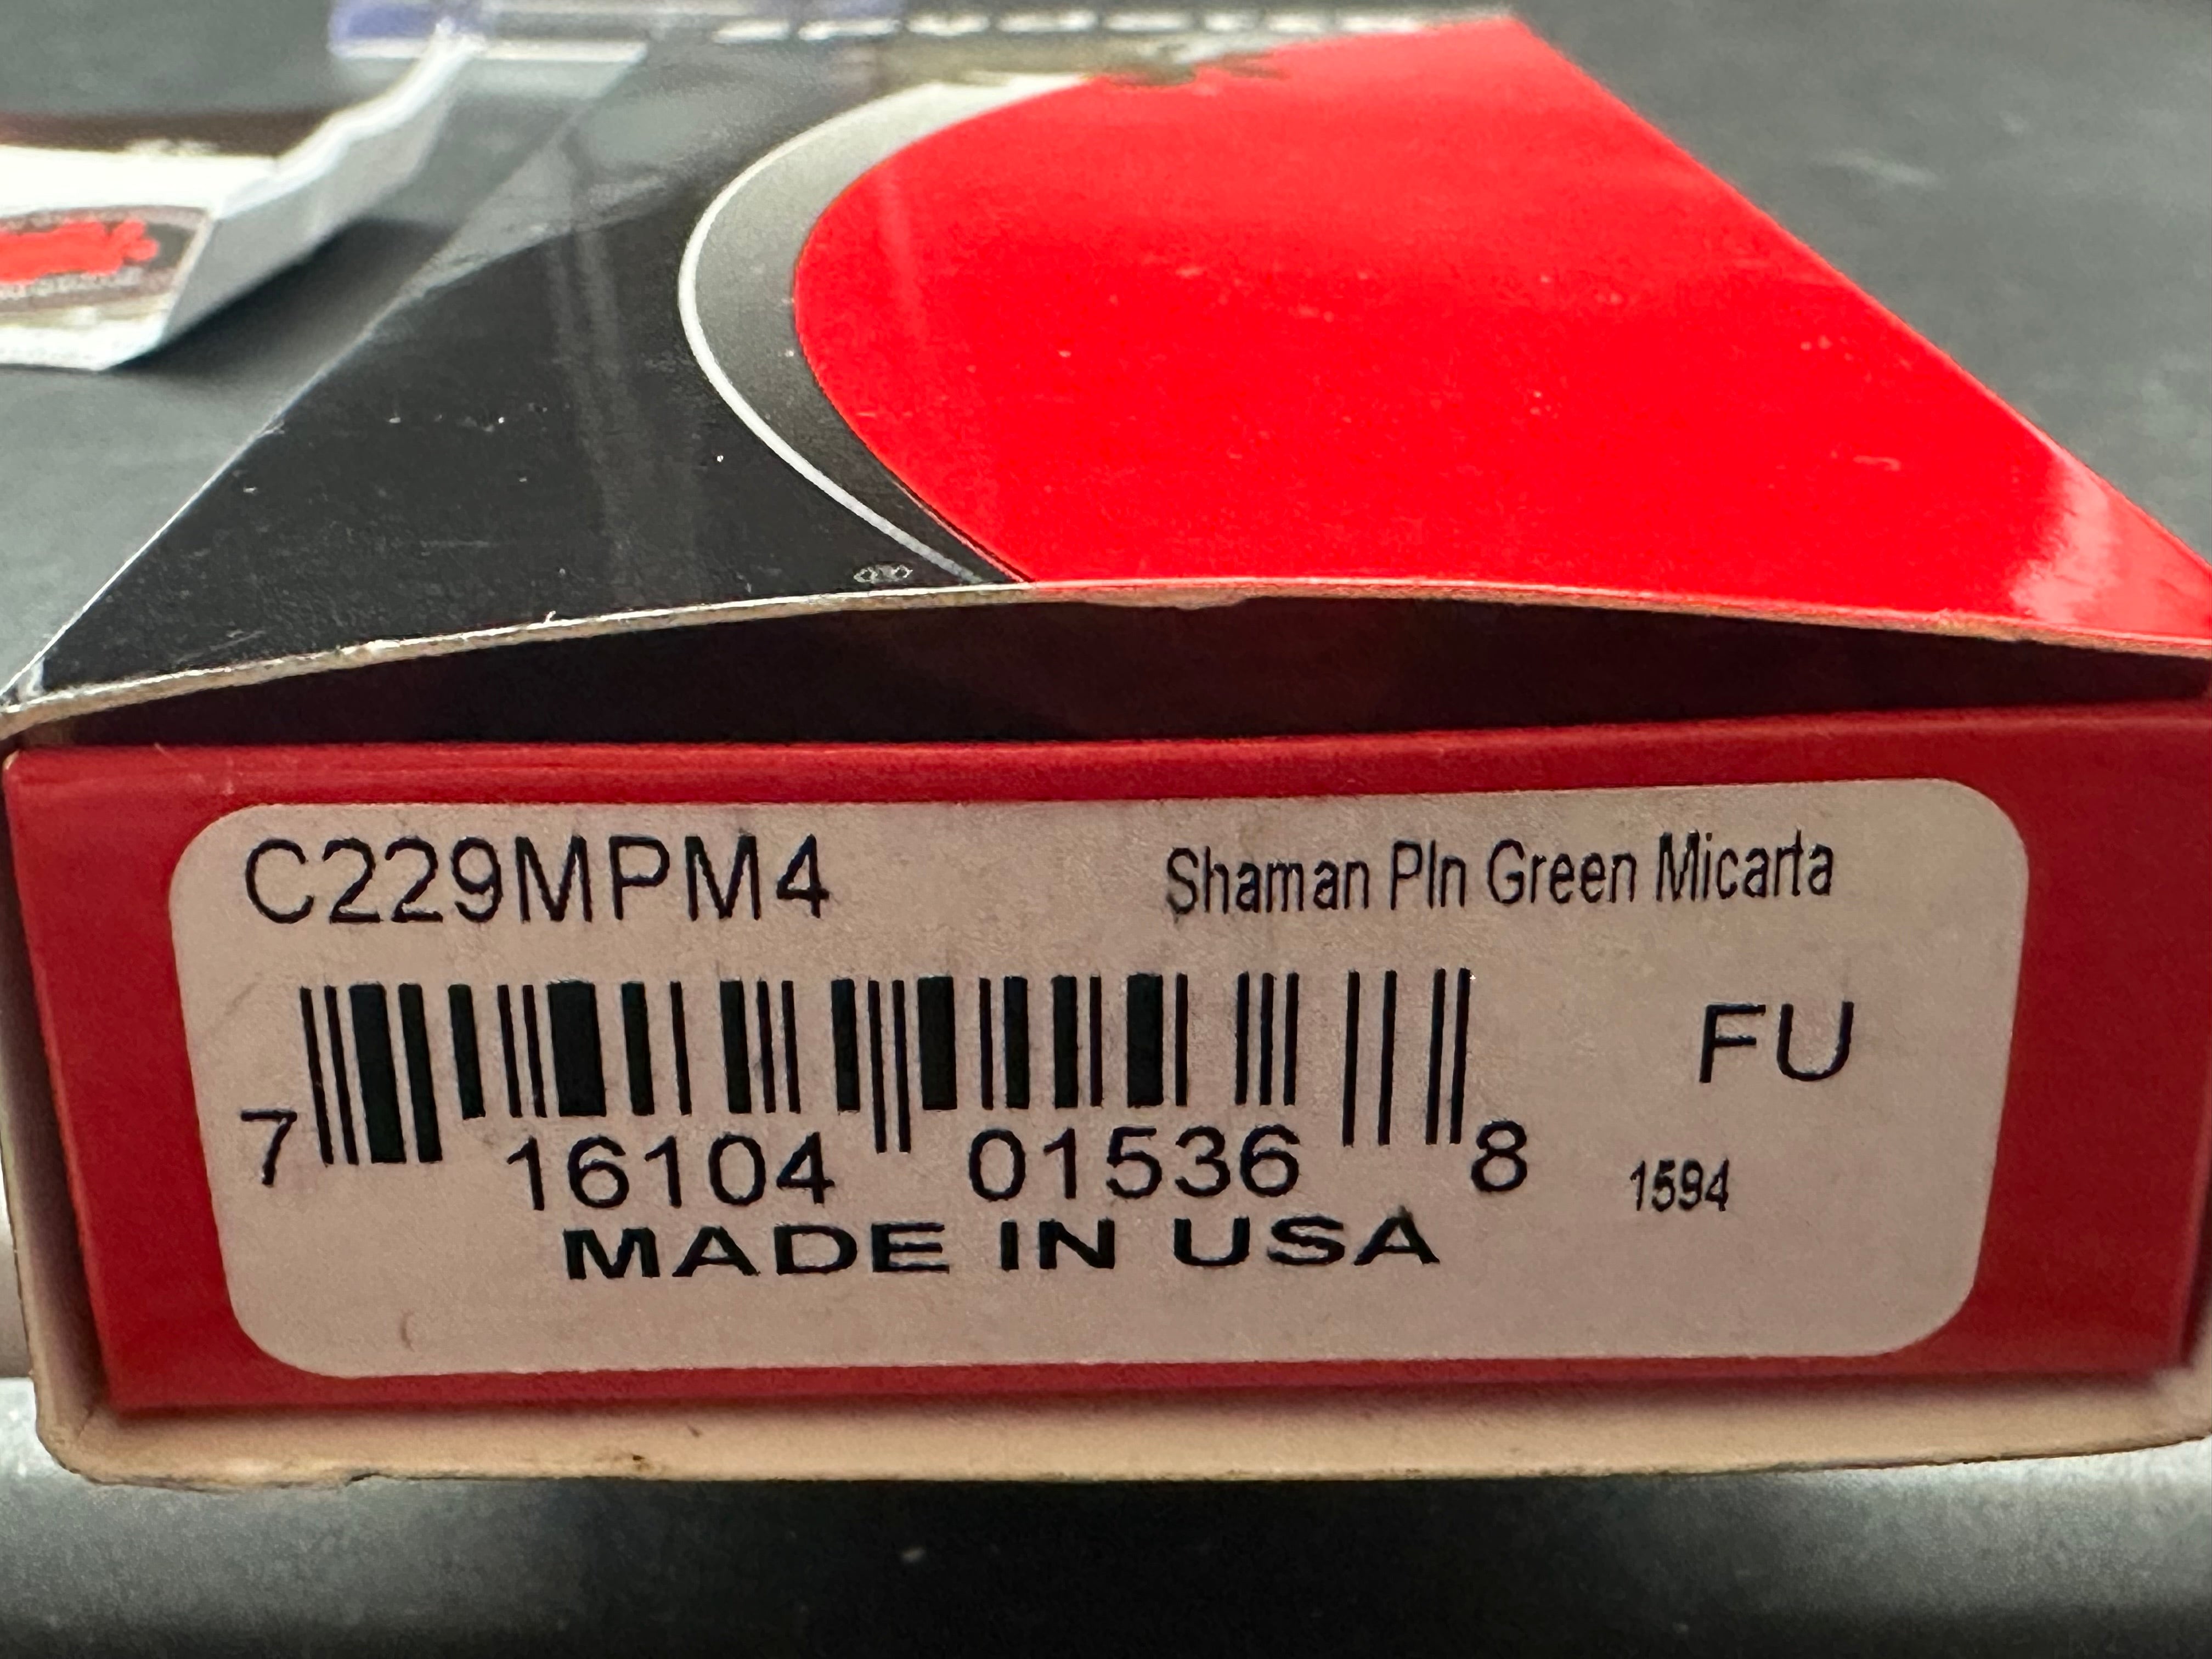 C229MPM4 Shaman Pln Green Micarta
FU
7 16104 01536 8 1594
MADE IN USA